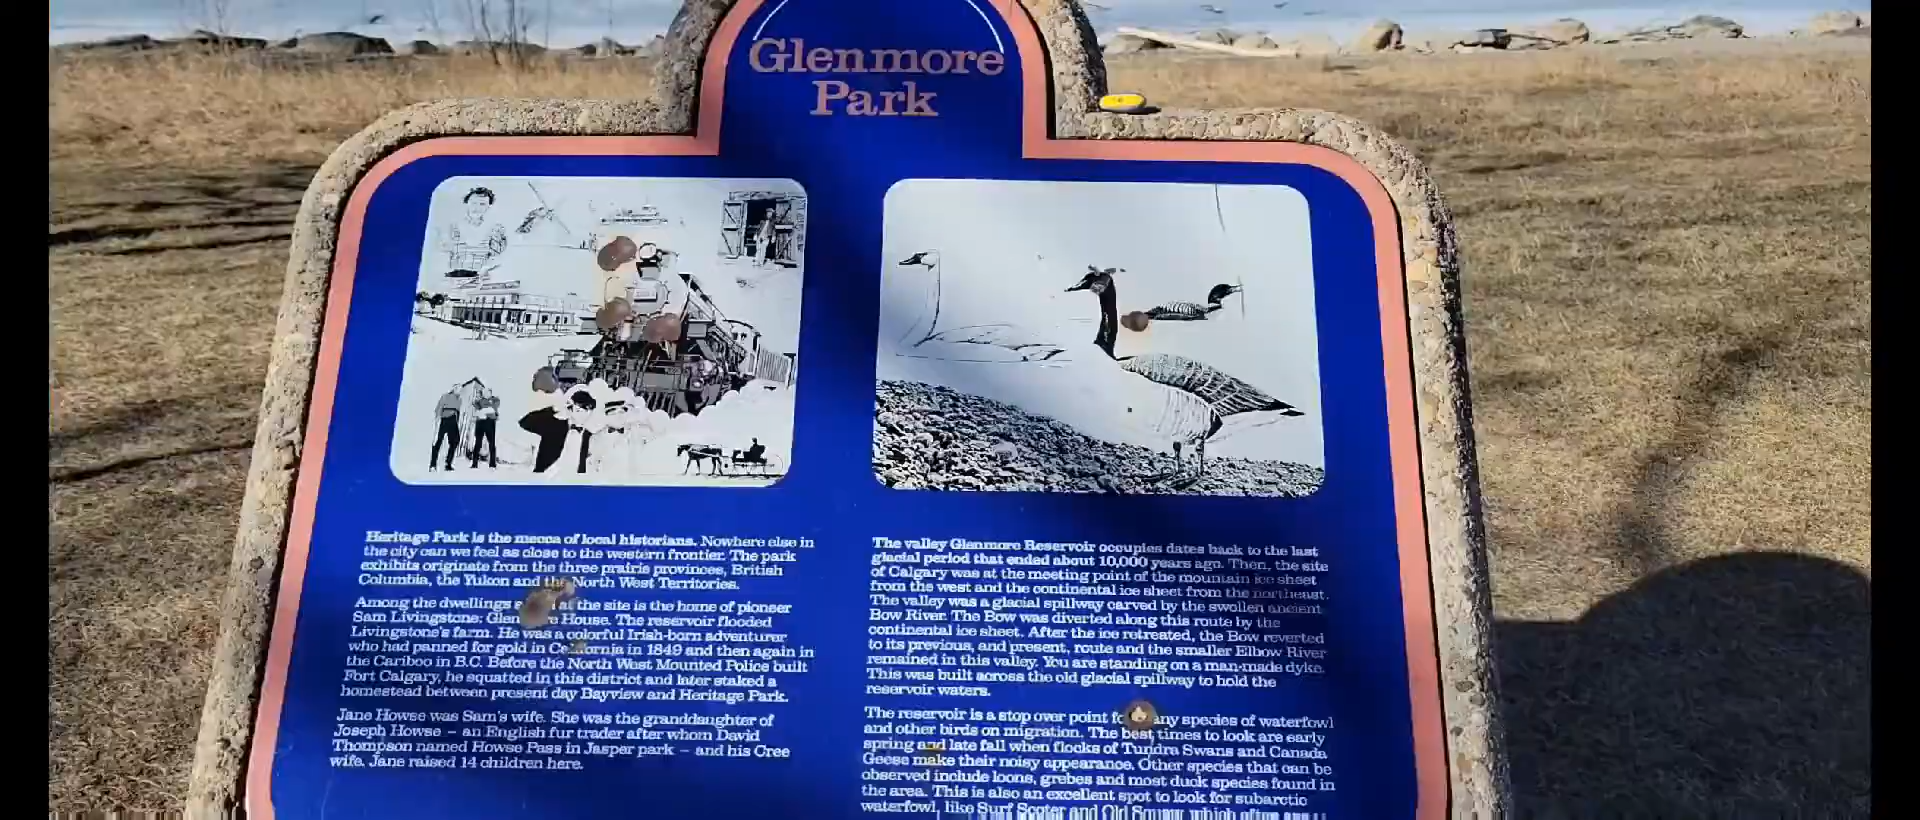 Glenmore
Park
Heritage Park is the mecca of local historians. Nowhere else in
the city can we feel as close to the western frontier. The park
exhibits originate from the three prairie provinces, British
Columbia, the Yukon and the North West Territories.
Among the dwellings at the site is the home of pioneer
Sam Livingstone: House. The reservoir flooded
Livingstone's farm. He was a colorful Irish-born adventurer
who had panned for gold in California in 1849 and then again in
the Cariboo in B.C. Before the North West Mounted Police built
Fort Calgary, he squatted in this district and later staked a
homestead between present day Bayview and Heritage Park.
Jane Howse was Sam's wife. She was the granddaughter of
Joseph Howse – an English fur trader after whom David
Thompson named Howse Pass in Jasper park – and his Cree
wife. Jane raised 14 children here.
The valley Glenmore Reservoir occupies dates back to the last
glacial period that ended about 10,000 years ago. Then, the site
of Calgary was at the meeting point of the mountain ice sheet
from the west and the continental ice sheet from the northeast.
The valley was a glacial spillway carved by the swollen ancient
Bow River. The Bow was diverted along this route by the
continental ice sheet. After the ice retreated, the Bow reverted
to its previous, and present, route and the smaller Elbow River
remained in this valley. You are standing on a man-made dyke.
This was built across the old glacial spillway to hold the
reservoir waters.
The reservoir is a stop over point for many species of waterfowl
and other birds on migration. The best times to look are early
spring and late fall when flocks of Tundra Swans and Canada
Geese make their noisy appearance. Other species that can be
observed include loons, grebes and most duck species found in
the area. This is also an excellent spot to look for subarctic
waterfowl, like Surf Scoter and Old Squaw which often